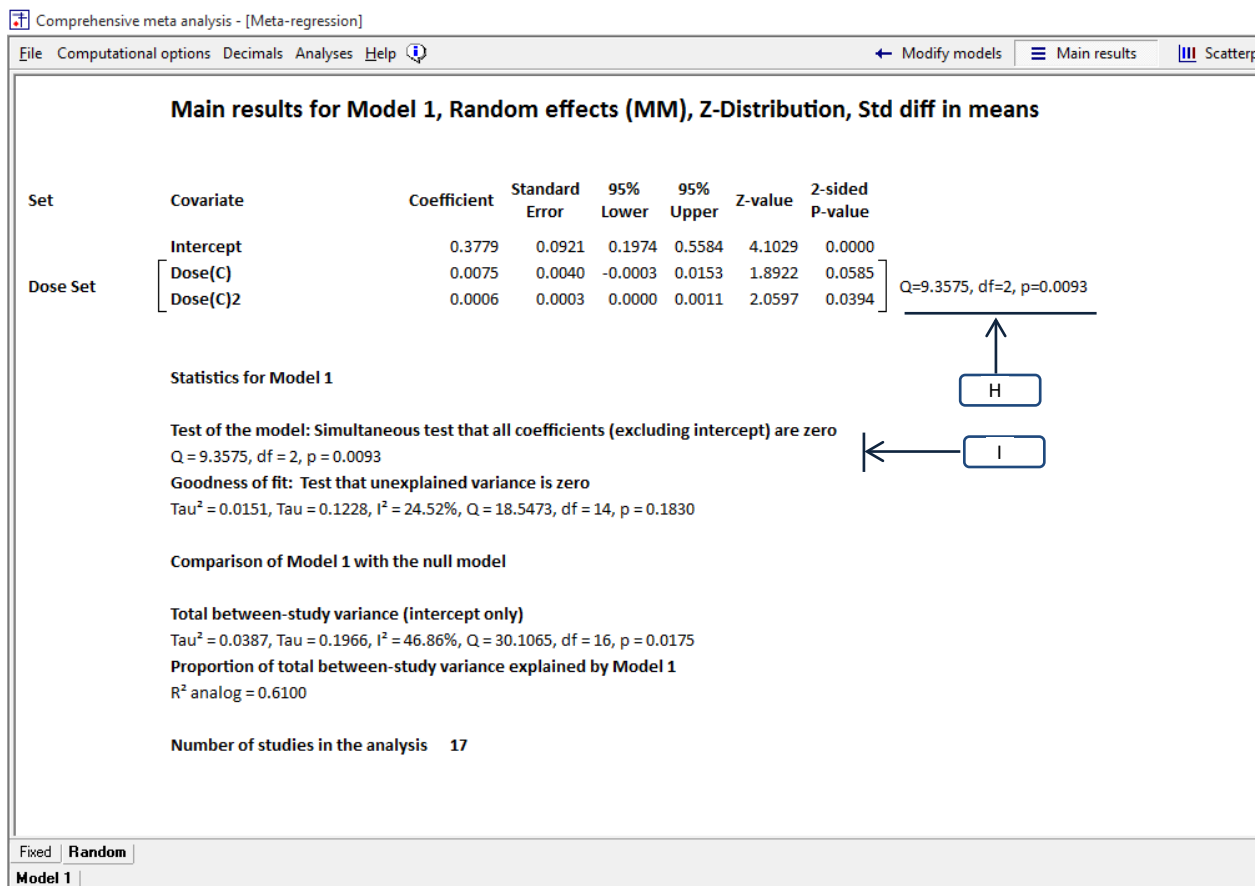 Comprehensive meta analysis - [Meta-regression]
File Computational options Decimals Analyses Help Modify models Main results Scatterp
Main results for Model 1, Random effects (MM), Z-Distribution, Std diff in means
Set Covariate Coefficient Standard Error 95% Lower 95% Upper Z-value 2-sided P-value
Intercept 0.3779 0.0921 0.1974 0.5584 4.1029 0.0000
Dose Set
Dose(C) 0.0075 0.0040 -0.0003 0.0153 1.8922 0.0585
Dose(C)2 0.0006 0.0003 0.0000 0.0011 2.0597 0.0394
Q=9.3575, df=2, p=0.0093
H
Statistics for Model 1
Test of the model: Simultaneous test that all coefficients (excluding intercept) are zero
I
Q = 9.3575, df = 2, p = 0.0093
Goodness of fit: Test that unexplained variance is zero
Tau² = 0.0151, Tau = 0.1228, I² = 24.52%, Q = 18.5473, df = 14, p = 0.1830
Comparison of Model 1 with the null model
Total between-study variance (intercept only)
Tau² = 0.0387, Tau = 0.1966, I² = 46.86%, Q = 30.1065, df = 16, p = 0.0175
Proportion of total between-study variance explained by Model 1
R² analog = 0.6100
Number of studies in the analysis 17
Fixed Random
Model 1